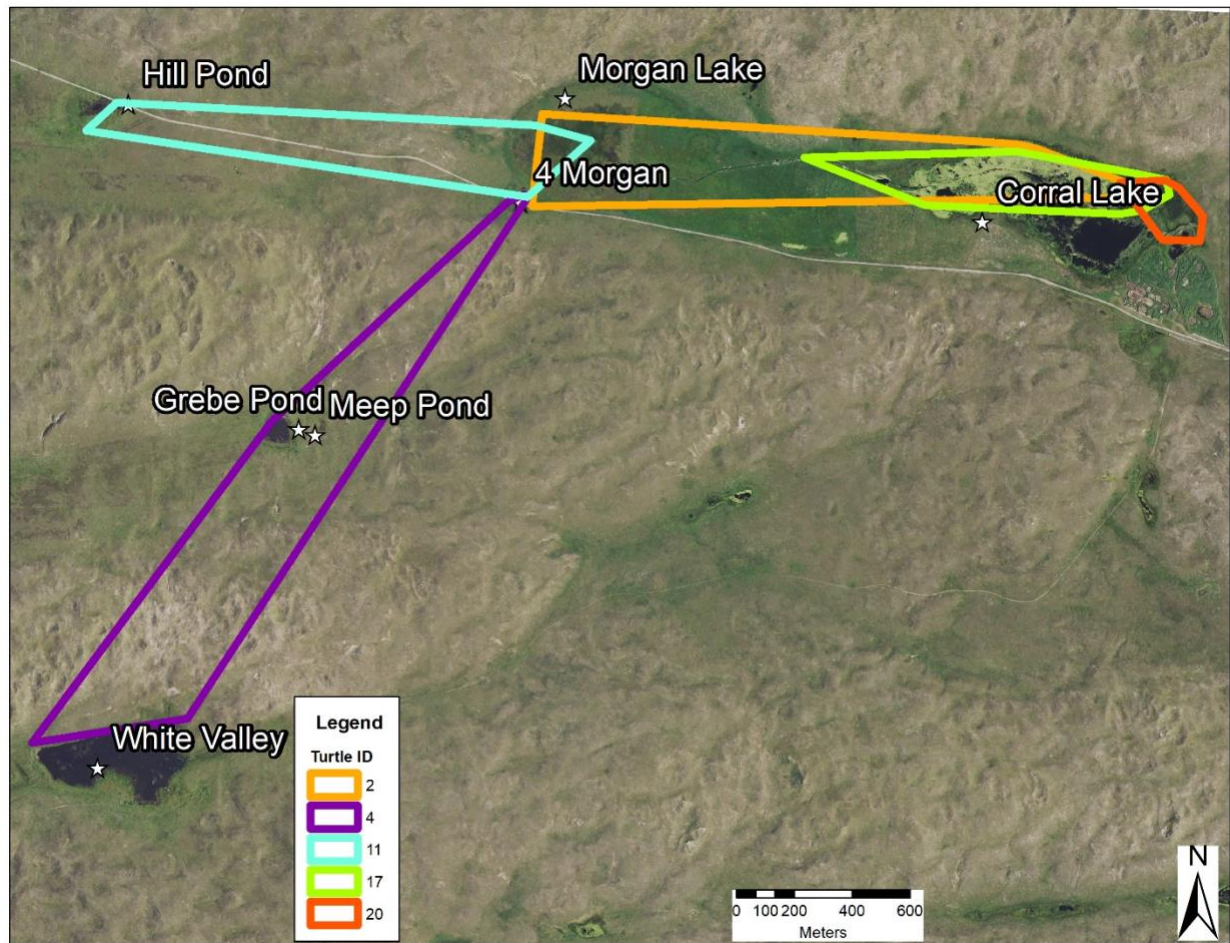 Hill Pond
Morgan Lake
4 Morgan
Corral Lake
Grebe Pond
Meep Pond
White Valley
Legend
Turtle ID
2
4
11
17
20
N
0 100 200 400 600
Meters